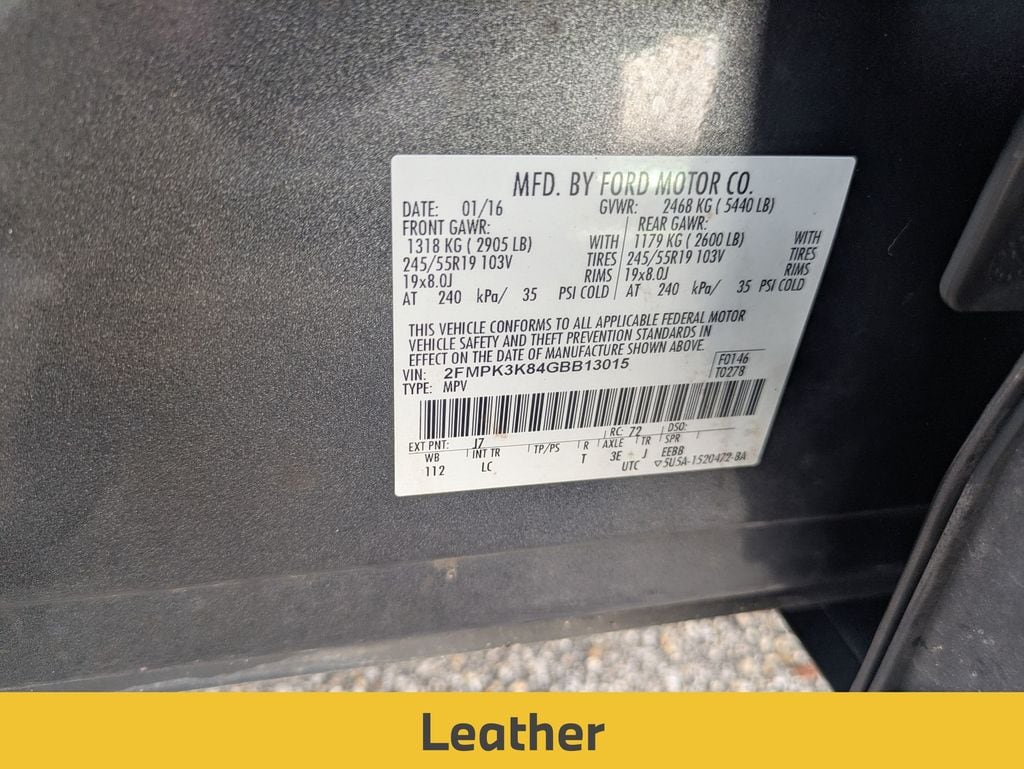 MFD. BY FORD MOTOR CO.
DATE: 01/16 GVWR: 2468 KG ( 5440 LB)
FRONT GAWR: REAR GAWR:
1318 KG ( 2905 LB) WITH 1179 KG ( 2600 LB) WITH
245/55R19 103V TIRES 245/55R19 103V TIRES
19x8.0J RIMS 19x8.0J RIMS
AT 240 kPa/ 35 PSI COLD AT 240 kPa/ 35 PSI COLD
THIS VEHICLE CONFORMS TO ALL APPLICABLE FEDERAL MOTOR
VEHICLE SAFETY AND THEFT PREVENTION STANDARDS IN
EFFECT ON THE DATE OF MANUFACTURE SHOWN ABOVE.
VIN: 2FMPK3K84GBB13015 F0146
TYPE: MPV T0278
EXT PNT: J7 RC: 72 DSO:
WB INT TR TP/PS R AXLE TR SPR
112 LC T 3E J EEBB
UTC ▽5U5A-1520472-BA
Leather